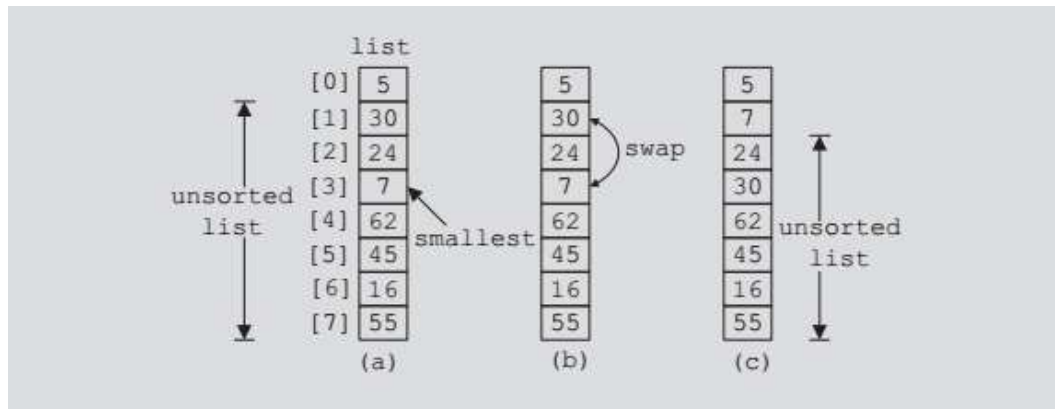 list
[0] 5 5 5
[1] 30 30 7
[2] 24 24 24
swap
[3] 7 7 30
unsorted
list
[4] 62 62 62
smallest
unsorted
list
[5] 45 45 45
[6] 16 16 16
[7] 55 55 55
(a) (b) (c)